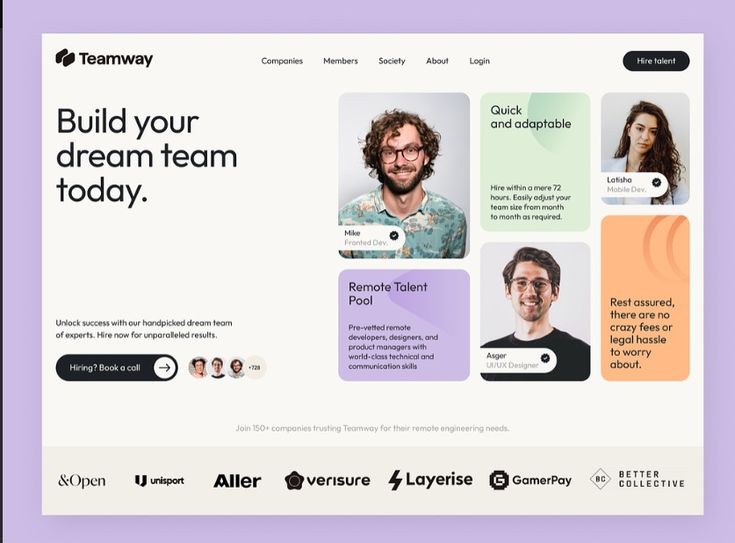 Teamway
Companies
Members
Society
About
Login
Hire talent
Build your
dream team
today.
Unlock success with our handpicked dream team
of experts. Hire now for unparalleled results.
Hiring? Book a call
+728
Mike
Fronted Dev.
Remote Talent
Pool
Pre-vetted remote
developers, designers, and
product managers with
world-class technical and
communication skills
Quick
and adaptable
Hire within a mere 72
hours. Easily adjust your
team size from month
to month as required.
Asger
UI/UX Designer
Latisha
Mobile Dev.
Rest assured,
there are no
crazy fees or
legal hassle
to worry
about.
Join 150+ companies trusting Teamway for their remote engineering needs.
&Open
unisport
Aller
verisure
Layerise
GamerPay
BC
BETTER
COLLECTIVE